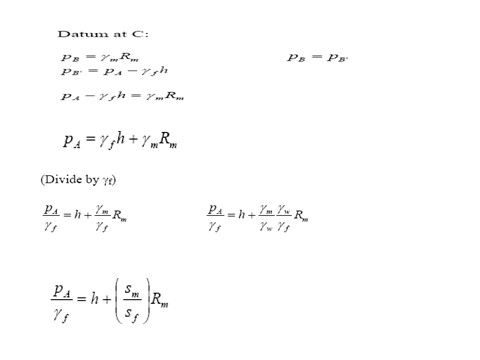 Datum at C:
p_B = γ_m R_m    p_B = p_B'
p_B' = p_A − γ_f h
p_A − γ_f h = γ_m R_m
p_A = γ_f h + γ_m R_m
(Divide by γ_f)
p_A/γ_f = h + (γ_m/γ_f) R_m    p_A/γ_f = h + (γ_m/γ_w)(γ_w/γ_f) R_m
p_A/γ_f = h + (s_m/s_f) R_m